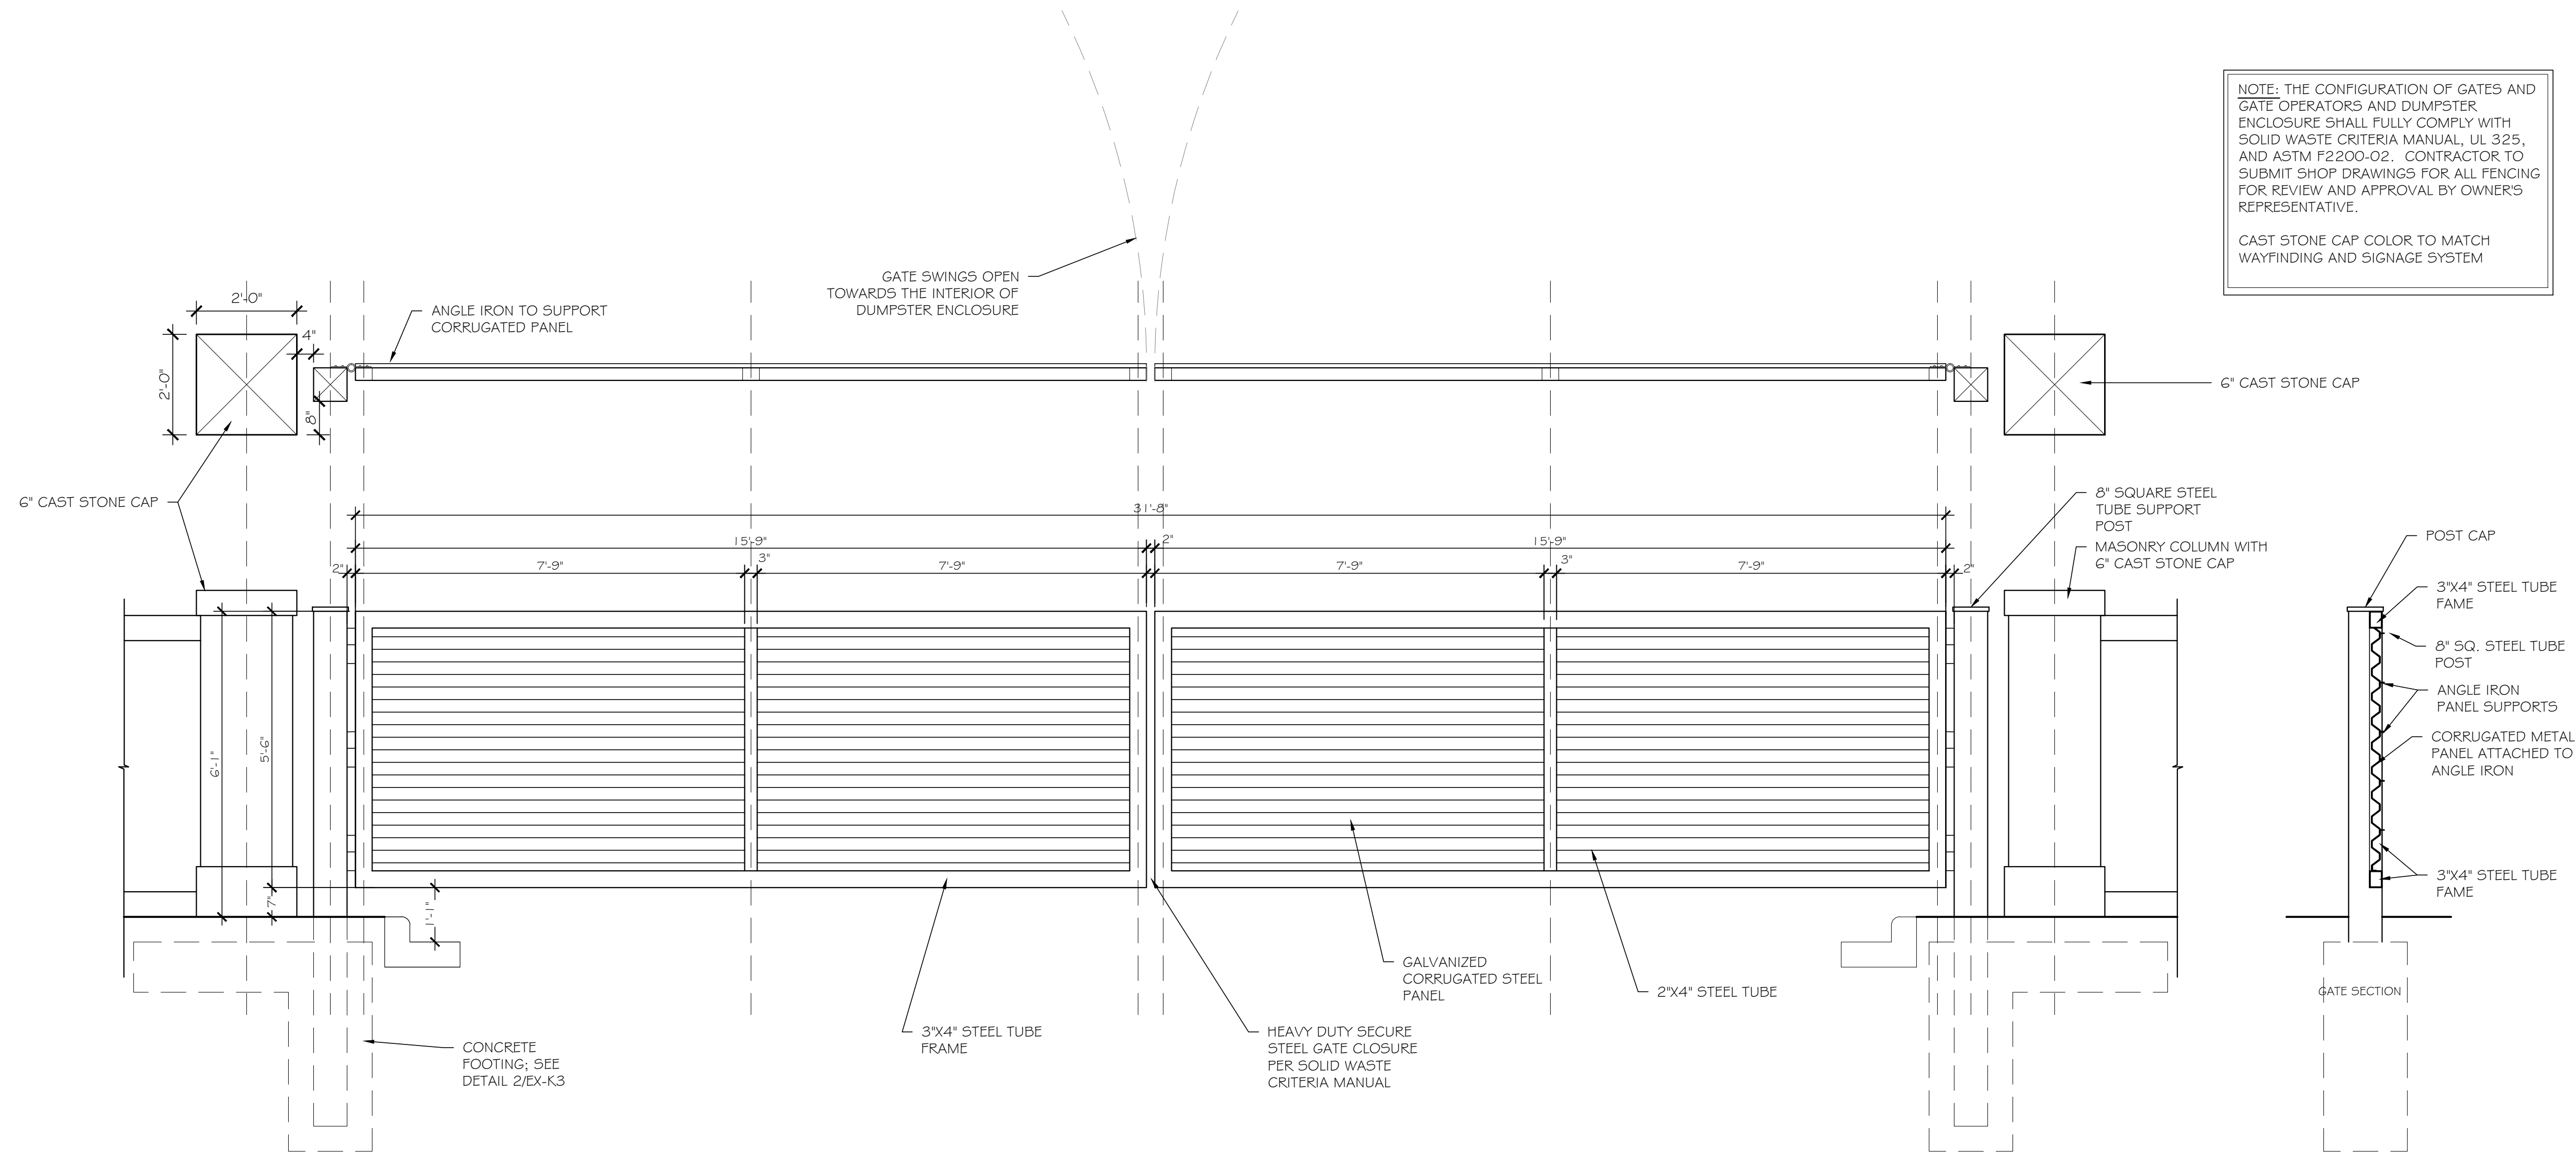 NOTE: THE CONFIGURATION OF GATES AND
GATE OPERATORS AND DUMPSTER
ENCLOSURE SHALL FULLY COMPLY WITH
SOLID WASTE CRITERIA MANUAL, UL 325,
AND ASTM F2200-02. CONTRACTOR TO
SUBMIT SHOP DRAWINGS FOR ALL FENCING
FOR REVIEW AND APPROVAL BY OWNER'S
REPRESENTATIVE.
CAST STONE CAP COLOR TO MATCH
WAYFINDING AND SIGNAGE SYSTEM
GATE SWINGS OPEN
TOWARDS THE INTERIOR OF
DUMPSTER ENCLOSURE
2'-0"
4"
ANGLE IRON TO SUPPORT
CORRUGATED PANEL
2'-0"
8"
6" CAST STONE CAP
6" CAST STONE CAP
31'-8"
15'-9"
2"
15'-9"
2"
7'-9"
3"
7'-9"
7'-9"
3"
7'-9"
2"
8" SQUARE STEEL
TUBE SUPPORT
POST
MASONRY COLUMN WITH
6" CAST STONE CAP
6'-1"
5'-6"
7"
1'-1"
POST CAP
3"X4" STEEL TUBE
FAME
8" SQ. STEEL TUBE
POST
ANGLE IRON
PANEL SUPPORTS
CORRUGATED METAL
PANEL ATTACHED TO
ANGLE IRON
3"X4" STEEL TUBE
FAME
GATE SECTION
CONCRETE
FOOTING; SEE
DETAIL 2/EX-K3
3"X4" STEEL TUBE
FRAME
HEAVY DUTY SECURE
STEEL GATE CLOSURE
PER SOLID WASTE
CRITERIA MANUAL
GALVANIZED
CORRUGATED STEEL
PANEL
2"X4" STEEL TUBE